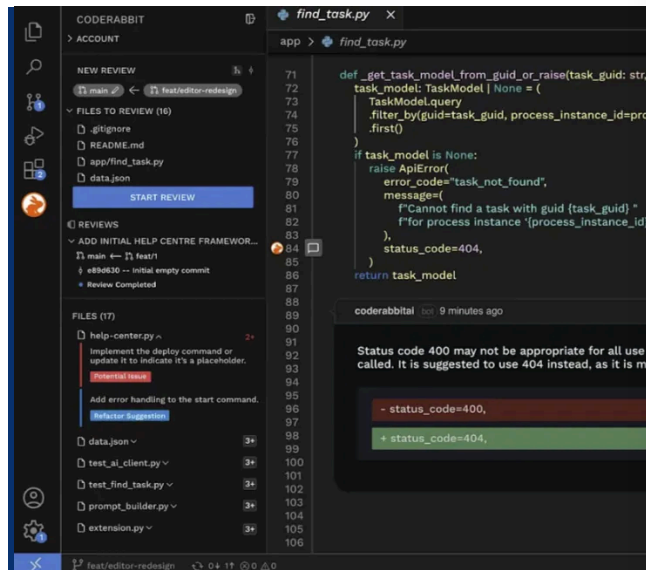 CODERABBIT
> ACCOUNT
NEW REVIEW
main ← feat/editor-redesign
FILES TO REVIEW (16)
.gitignore
README.md
app/find_task.py
data.json
START REVIEW
REVIEWS
ADD INITIAL HELP CENTRE FRAMEWOR...
main ← feat/1
e89d630 -- Initial empty commit
Review Completed
FILES (17)
help-center.py 2+
Implement the deploy command or
update it to indicate it's a placeholder.
Potential Issue
Add error handling to the start command.
Refactor Suggestion
data.json 3+
test_ai_client.py 3+
test_find_task.py 3+
prompt_builder.py 3+
extension.py 3+
find_task.py ×
app > find_task.py
71 def _get_task_model_from_guid_or_raise(task_guid: str,
72 task_model: TaskModel | None = (
73 TaskModel.query
74 .filter_by(guid=task_guid, process_instance_id=pro
75 .first()
76 )
77 if task_model is None:
78 raise ApiError(
79 error_code="task_not_found",
80 message=(
81 f"Cannot find a task with guid {task_guid} "
82 f"for process instance '{process_instance_id}
83 ),
84 status_code=404,
85 )
86 return task_model
87
88
89
90
91
92
93
94
95
96
97
98
99
100
101
102
103
104
105
106
coderabbitai bot 9 minutes ago
Status code 400 may not be appropriate for all use
called. It is suggested to use 404 instead, as it is m
- status_code=400,
+ status_code=404,
feat/editor-redesign 0↓ 1↑ 0 0
1
2
1